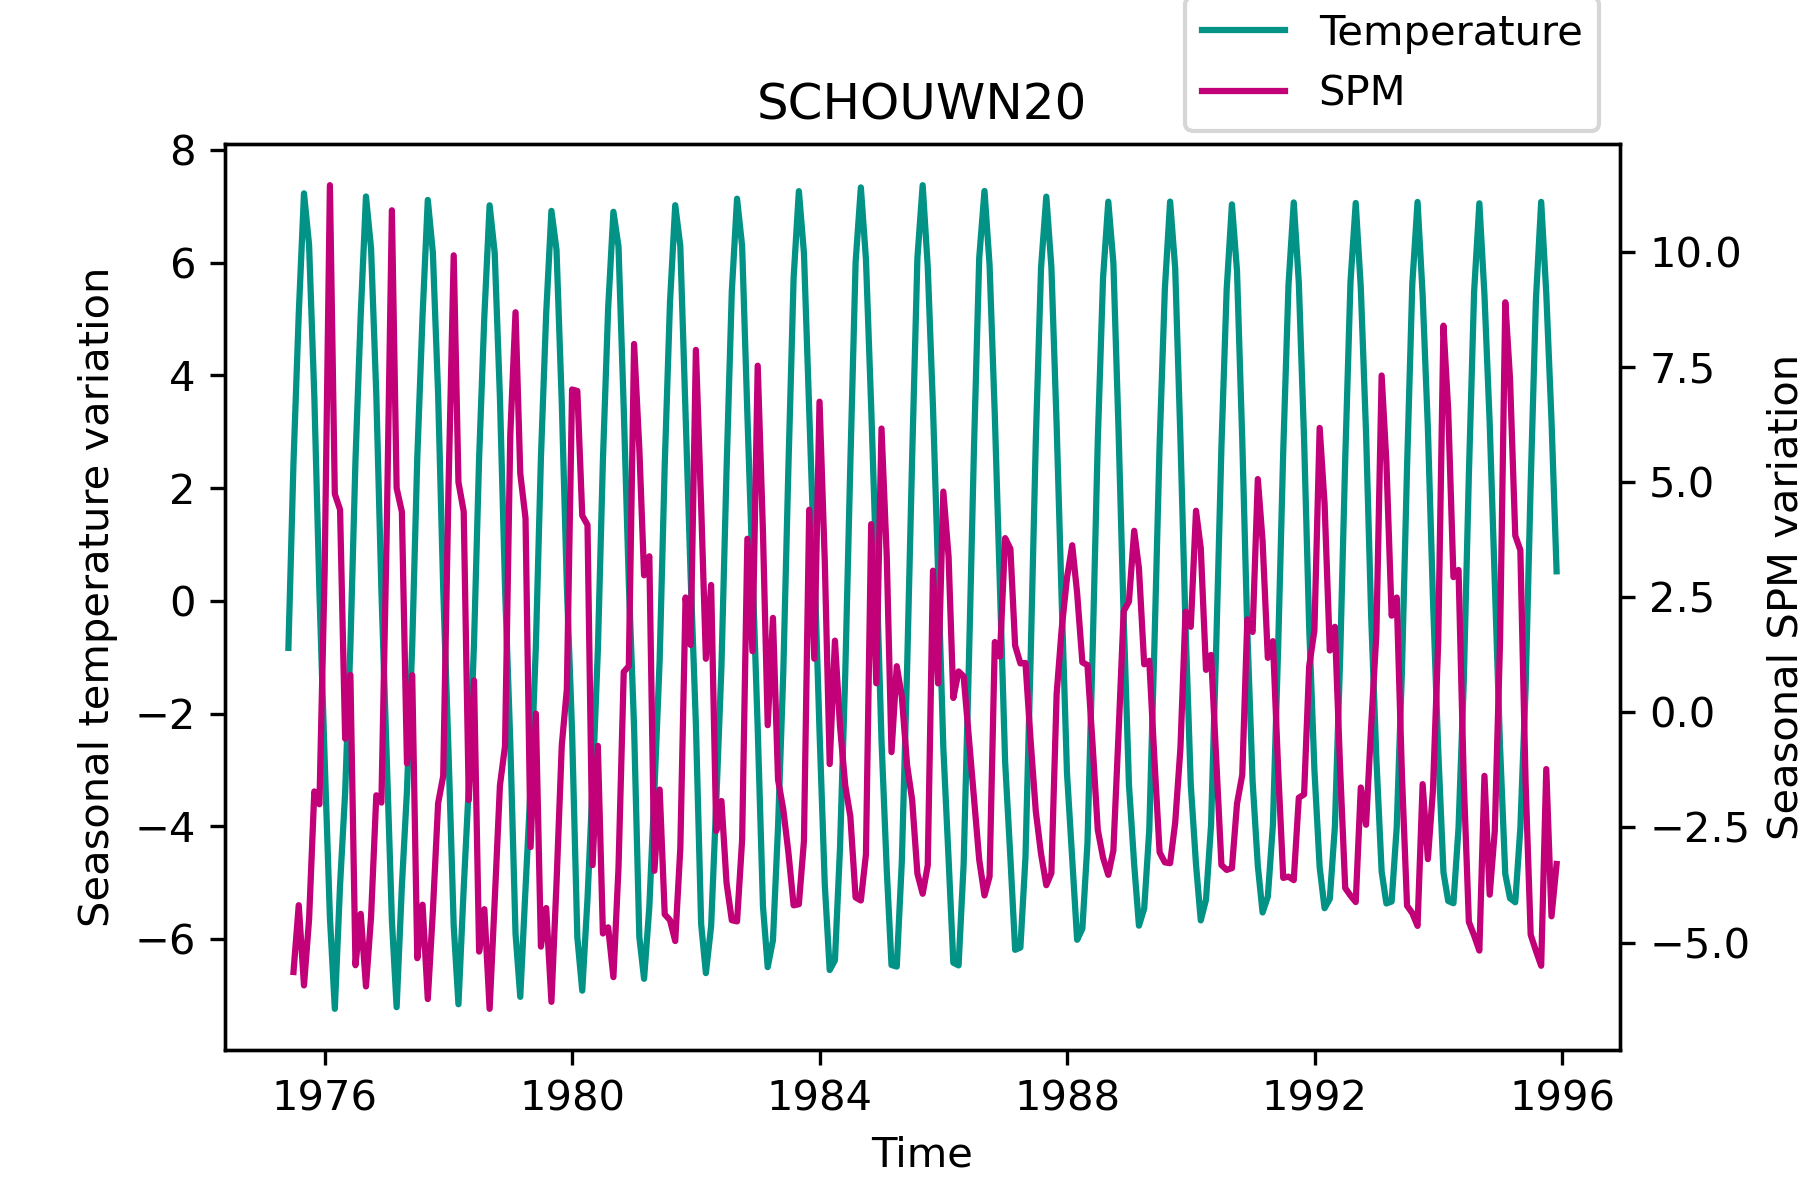 Temperature
SPM
SCHOUWN20
Seasonal temperature variation
8
6
4
2
0
−2
−4
−6
10.0
7.5
5.0
2.5
0.0
−2.5
−5.0
Seasonal SPM variation
1976 1980 1984 1988 1992 1996
Time